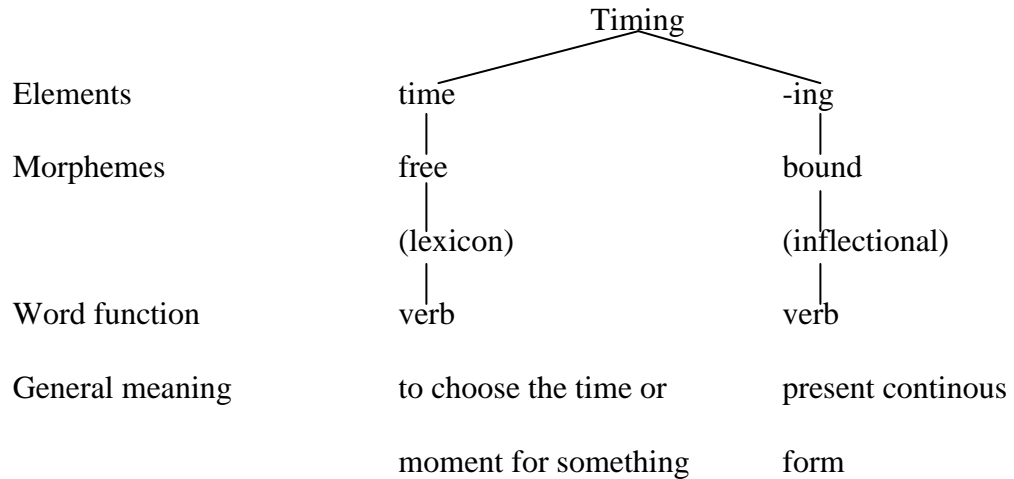 Timing
Elements time -ing
Morphemes free bound
(lexicon) (inflectional)
Word function verb verb
General meaning to choose the time or present continous
moment for something form